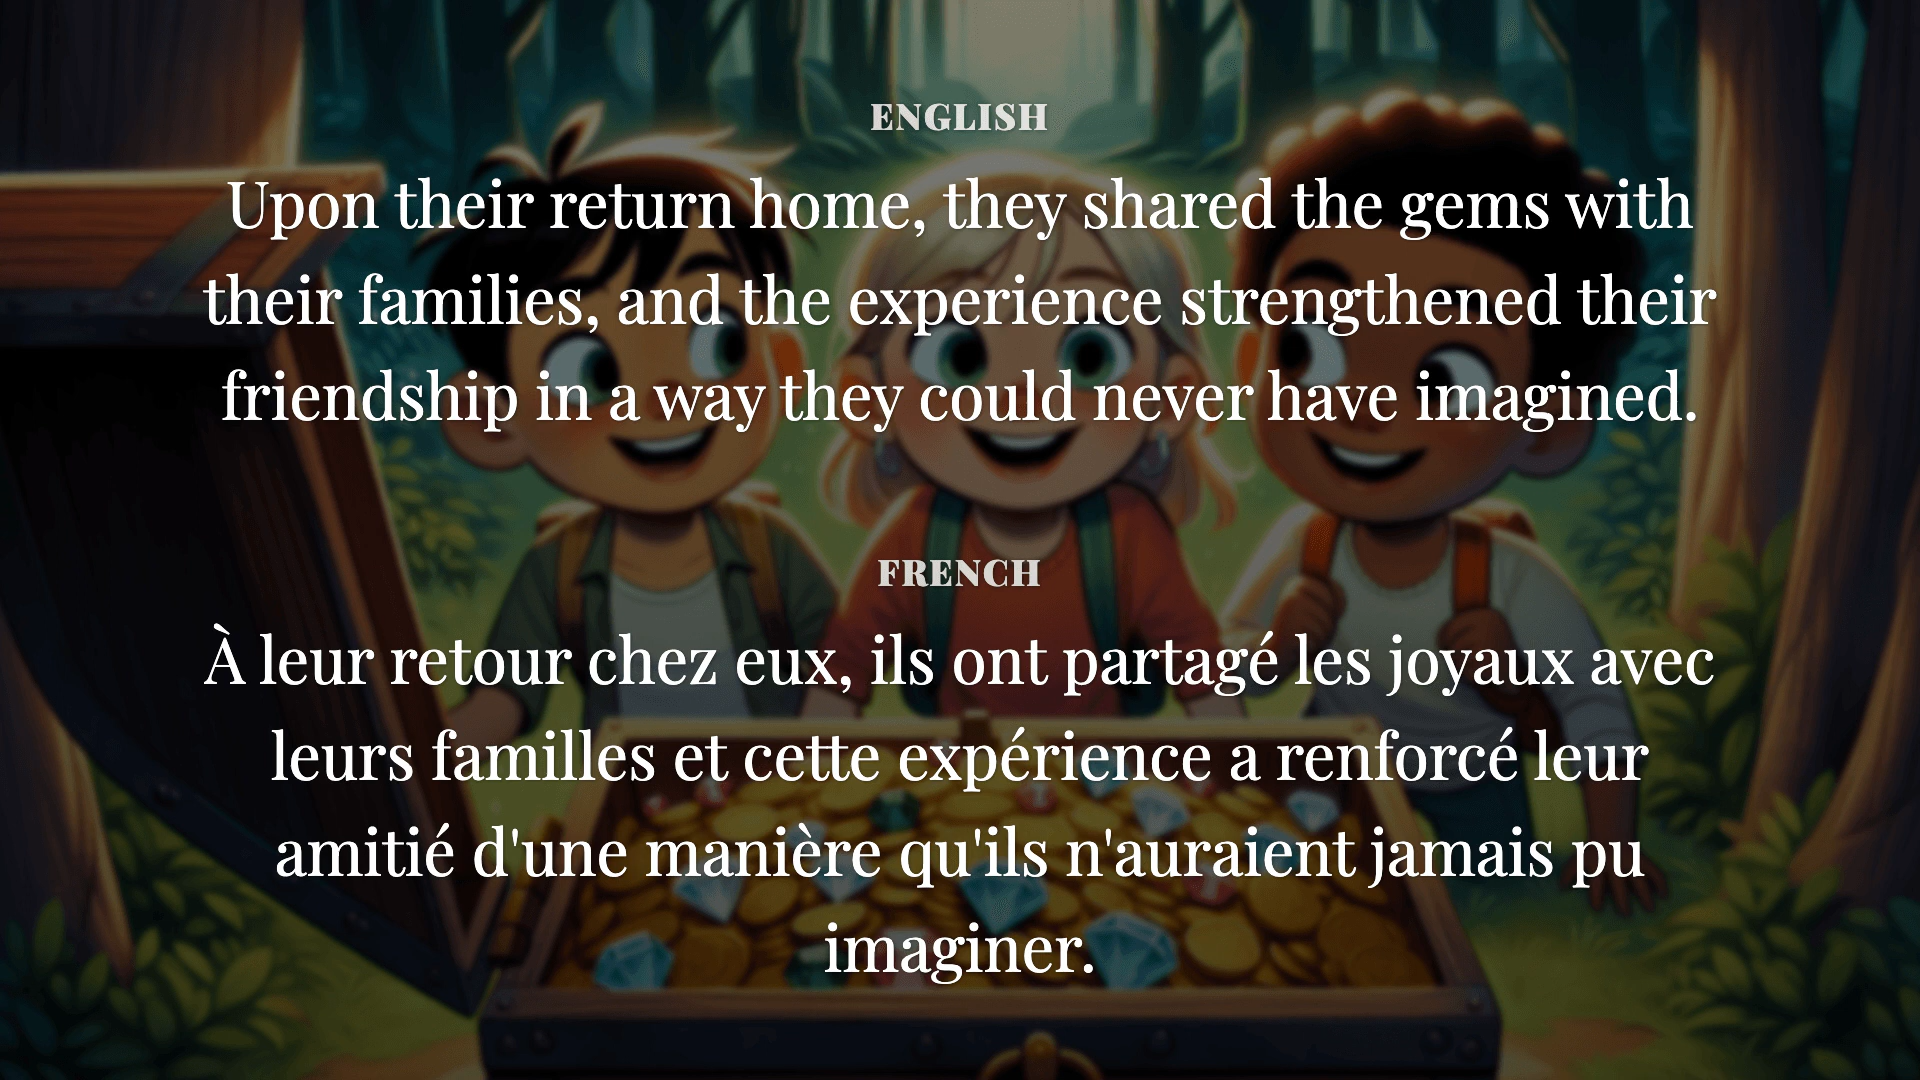 ENGLISH
Upon their return home, they shared the gems with
their families, and the experience strengthened their
friendship in a way they could never have imagined.
FRENCH
À leur retour chez eux, ils ont partagé les joyaux avec
leurs familles et cette expérience a renforcé leur
amitié d'une manière qu'ils n'auraient jamais pu
imaginer.